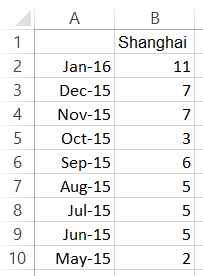 A B
1 Shanghai
2 Jan-16 11
3 Dec-15 7
4 Nov-15 7
5 Oct-15 3
6 Sep-15 6
7 Aug-15 5
8 Jul-15 5
9 Jun-15 5
10 May-15 2